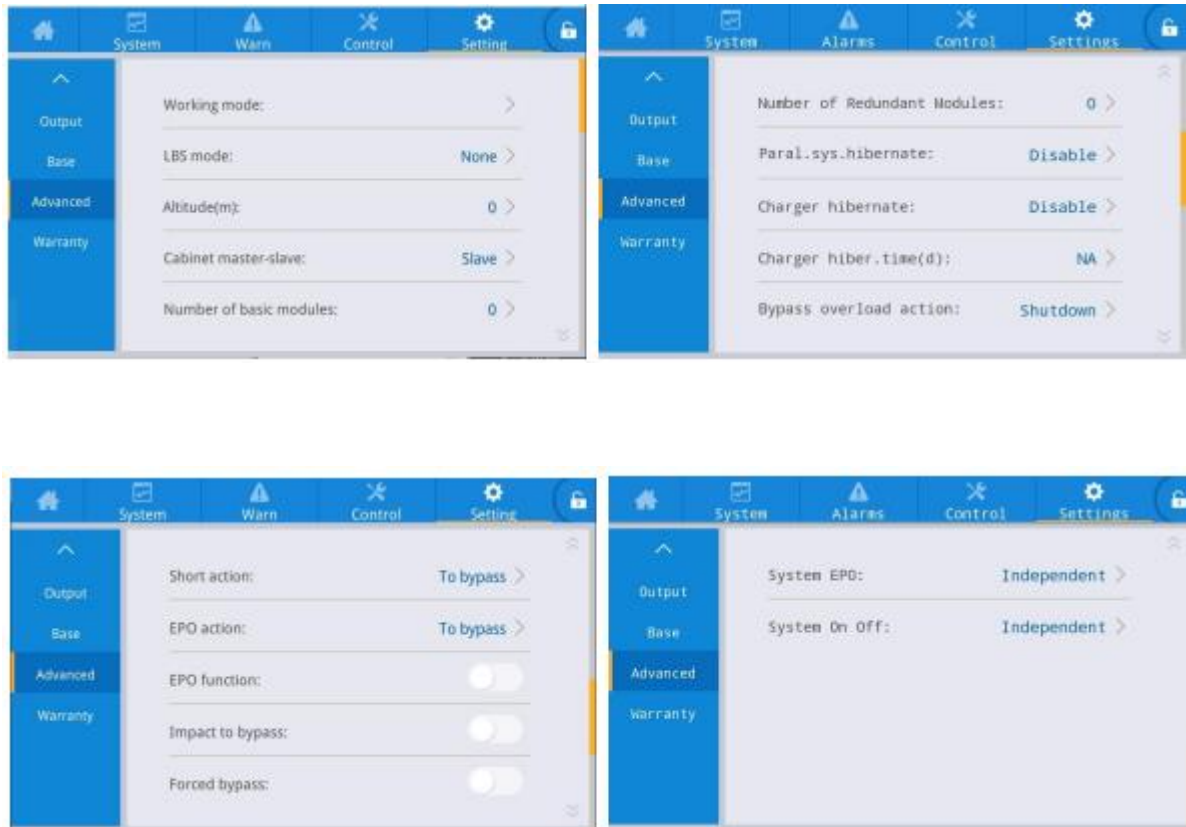 System Warn Control Setting
Output
Base
Advanced
Warranty
Working mode:
LBS mode: None
Altitude(m): 0
Cabinet master-slave: Slave
Number of basic modules: 0
System Alarms Control Settings
Output
Base
Advanced
Warranty
Number of Redundant Modules: 0
Paral.sys.hibernate: Disable
Charger hibernate: Disable
Charger hiber.time(d): NA
Bypass overload action: Shutdown
System Warn Control Setting
Output
Base
Advanced
Warranty
Short action: To bypass
EPO action: To bypass
EPO function:
Impact to bypass:
Forced bypass:
System Alarms Control Settings
Output
Base
Advanced
Warranty
System EPO: Independent
System On Off: Independent